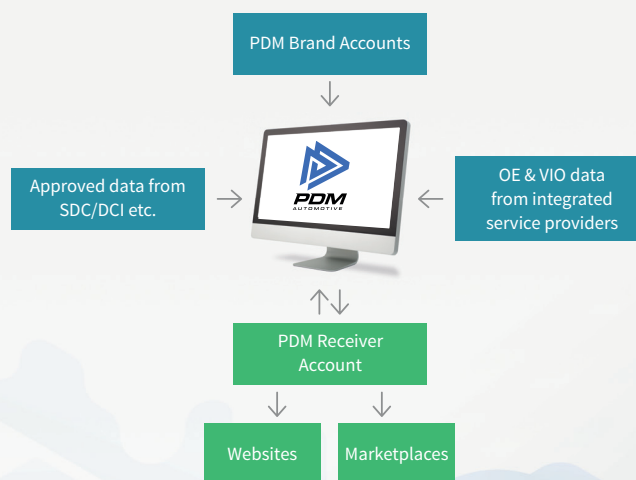 PDM Brand Accounts
Approved data from
SDC/DCI etc.
PDM
AUTOMOTIVE
OE & VIO data
from integrated
service providers
PDM Receiver
Account
Websites
Marketplaces